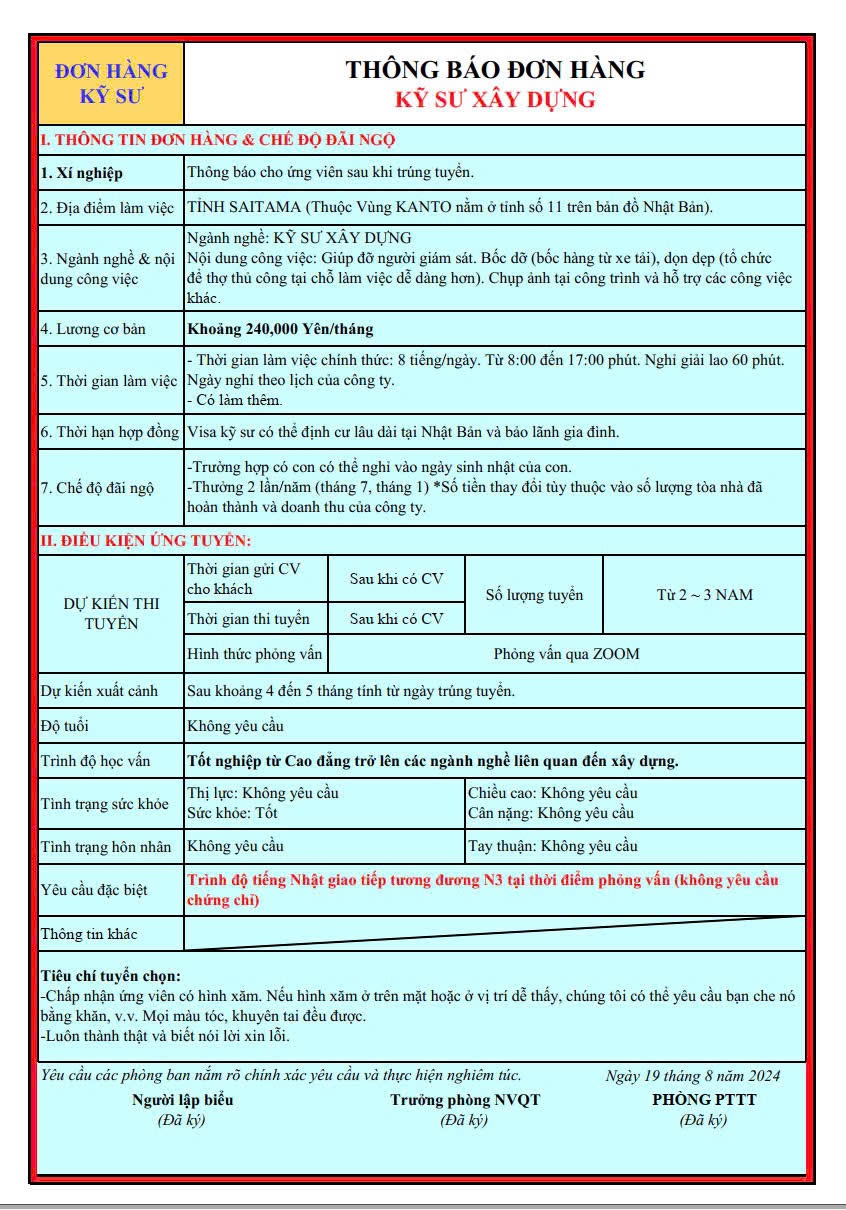 ĐƠN HÀNG
KỸ SƯ
THÔNG BÁO ĐƠN HÀNG
KỸ SƯ XÂY DỰNG
I. THÔNG TIN ĐƠN HÀNG & CHẾ ĐỘ ĐÃI NGỘ
1. Xí nghiệp
Thông báo cho ứng viên sau khi trúng tuyển.
2. Địa điểm làm việc
TỈNH SAITAMA (Thuộc Vùng KANTO nằm ở tỉnh số 11 trên bản đồ Nhật Bản).
3. Ngành nghề & nội
dung công việc
Ngành nghề: KỸ SƯ XÂY DỰNG
Nội dung công việc: Giúp đỡ người giám sát. Bốc dỡ (bốc hàng từ xe tải), dọn dẹp (tổ chức
để thợ thủ công tại chỗ làm việc dễ dàng hơn). Chụp ảnh tại công trình và hỗ trợ các công việc
khác.
4. Lương cơ bản
Khoảng 240,000 Yên/tháng
5. Thời gian làm việc
- Thời gian làm việc chính thức: 8 tiếng/ngày. Từ 8:00 đến 17:00 phút. Nghỉ giải lao 60 phút.
Ngày nghỉ theo lịch của công ty.
- Có làm thêm.
6. Thời hạn hợp đồng
Visa kỹ sư có thể định cư lâu dài tại Nhật Bản và bảo lãnh gia đình.
7. Chế độ đãi ngộ
-Trường hợp có con có thể nghỉ vào ngày sinh nhật của con.
-Thưởng 2 lần/năm (tháng 7, tháng 1) *Số tiền thay đổi tùy thuộc vào số lượng tòa nhà đã
hoàn thành và doanh thu của công ty.
II. ĐIỀU KIỆN ỨNG TUYỂN:
DỰ KIẾN THI
TUYỂN
Thời gian gửi CV
cho khách
Sau khi có CV
Số lượng tuyển
Từ 2 ~ 3 NAM
Thời gian thi tuyển
Sau khi có CV
Hình thức phỏng vấn
Phỏng vấn qua ZOOM
Dự kiến xuất cảnh
Sau khoảng 4 đến 5 tháng tính từ ngày trúng tuyển.
Độ tuổi
Không yêu cầu
Trình độ học vấn
Tốt nghiệp từ Cao đẳng trở lên các ngành nghề liên quan đến xây dựng.
Tình trạng sức khỏe
Thị lực: Không yêu cầu
Sức khỏe: Tốt
Chiều cao: Không yêu cầu
Cân nặng: Không yêu cầu
Tình trạng hôn nhân
Không yêu cầu
Tay thuận: Không yêu cầu
Yêu cầu đặc biệt
Trình độ tiếng Nhật giao tiếp tương đương N3 tại thời điểm phỏng vấn (không yêu cầu
chứng chỉ)
Thông tin khác
Tiêu chí tuyển chọn:
-Chấp nhận ứng viên có hình xăm. Nếu hình xăm ở trên mặt hoặc ở vị trí dễ thấy, chúng tôi có thể yêu cầu bạn che nó
bằng khăn, v.v. Mọi màu tóc, khuyên tai đều được.
-Luôn thành thật và biết nói lời xin lỗi.
Yêu cầu các phòng ban nắm rõ chính xác yêu cầu và thực hiện nghiêm túc.
Ngày 19 tháng 8 năm 2024
Người lập biểu
Trưởng phòng NVQT
PHÒNG PTTT
(Đã ký)
(Đã ký)
(Đã ký)